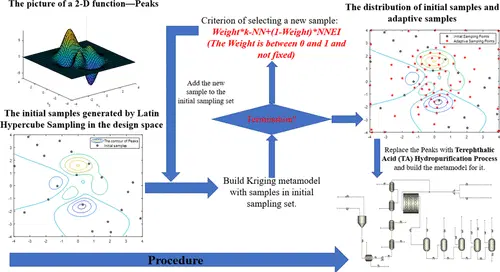 The picture of a 2-D function—Peaks
The initial samples generated by Latin
Hypercube Sampling in the design space
The contour of Peaks
Initial samples
Criterion of selecting a new sample:
Weight*k-NN+(1-Weight)*NNEI
(The Weight is between 0 and 1 and
not fixed)
Add the new
sample to the
initial sampling set
Termination?
Build Kriging metamodel
with samples in initial
sampling set.
The distribution of initial samples and
adaptive samples
Initial Sampling Points
Adaptive Sampling Points
Replace the Peaks with Terephthalic
Acid (TA) Hydropurification Process
and build the metamodel for it.
Procedure